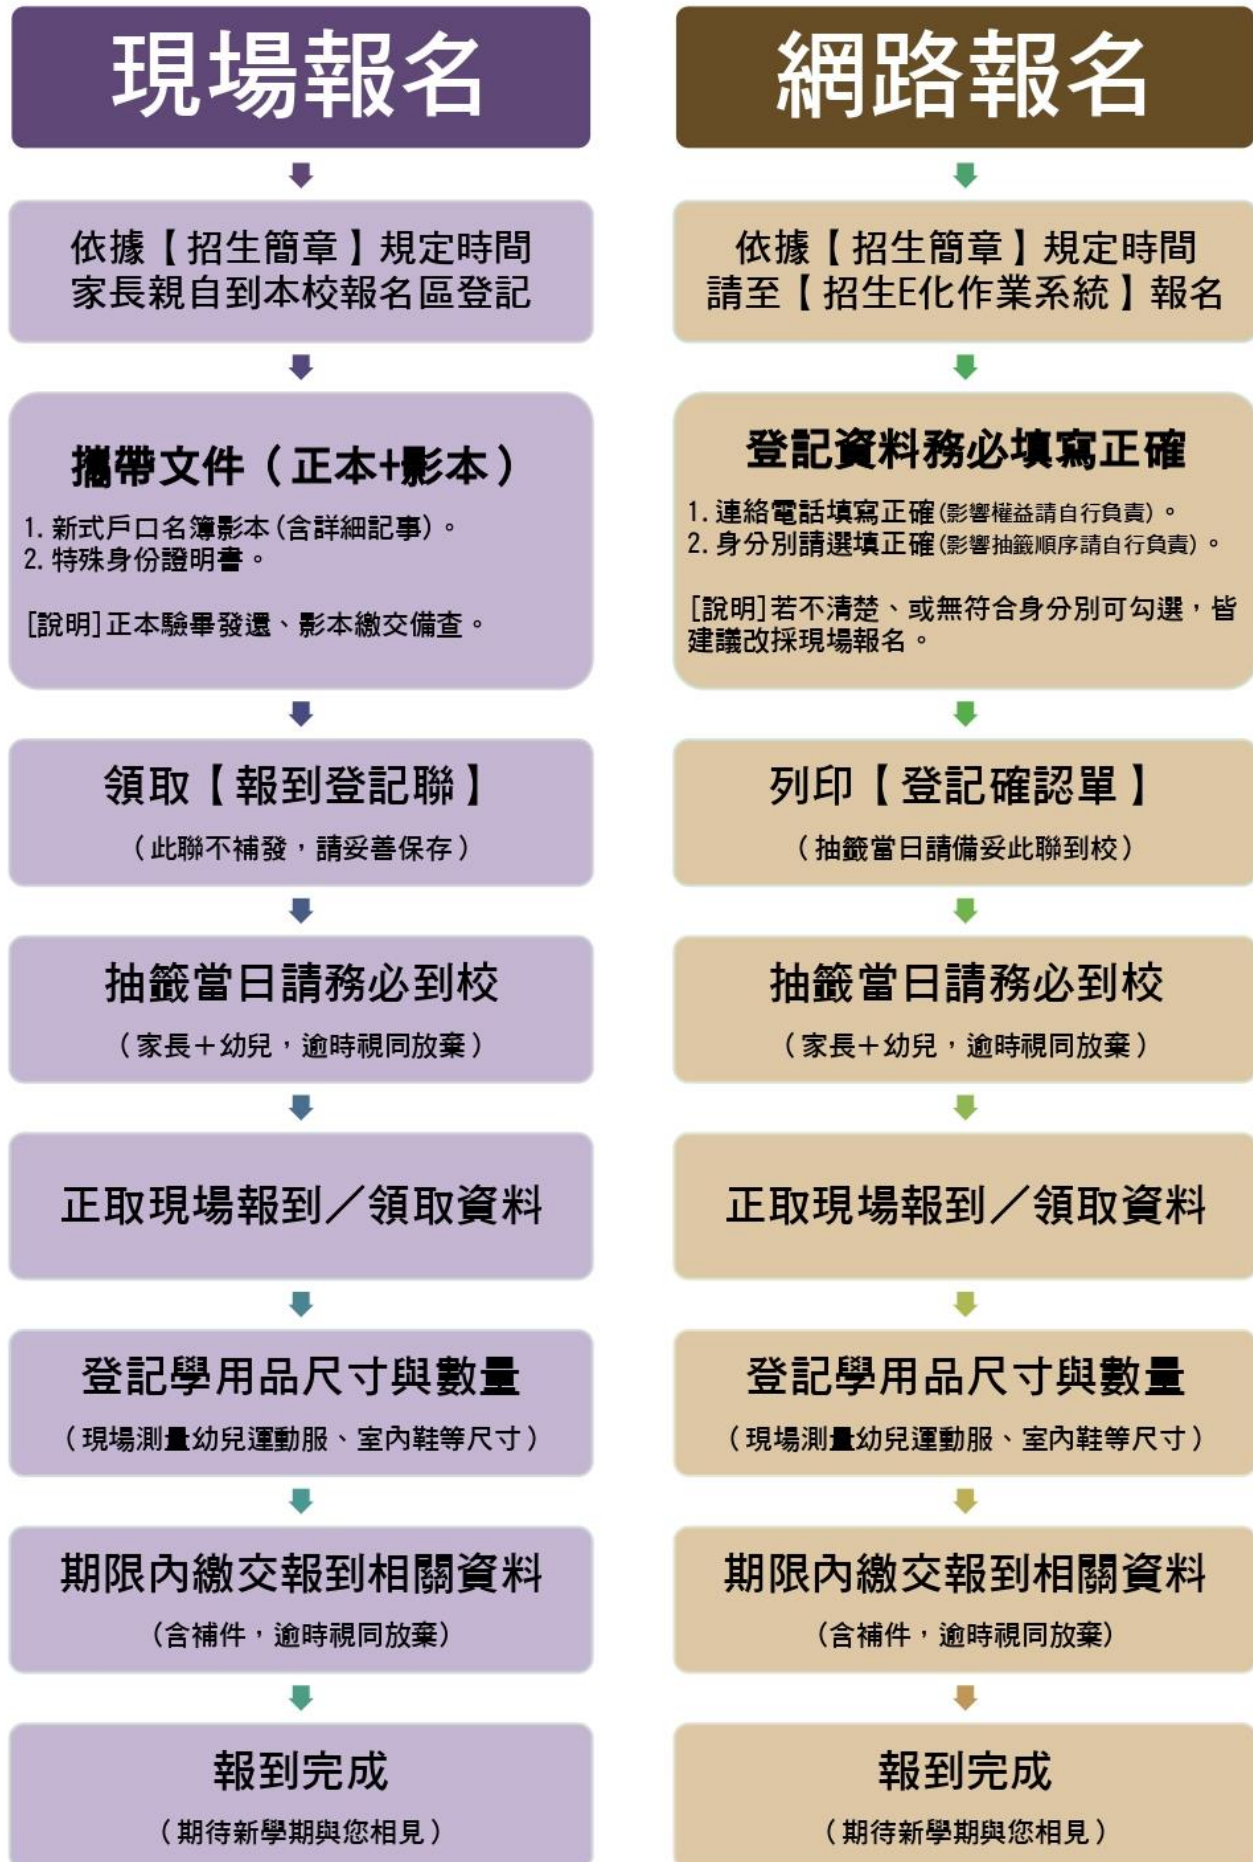 現場報名
依據【招生簡章】規定時間
家長親自到本校報名區登記
攜帶文件（正本+影本）
1. 新式戶口名簿影本(含詳細記事)。
2. 特殊身份證明書。
[說明]正本驗畢發還、影本繳交備查。
領取【報到登記聯】
（此聯不補發，請妥善保存）
抽籤當日請務必到校
（家長＋幼兒，逾時視同放棄）
正取現場報到／領取資料
登記學用品尺寸與數量
（現場測量幼兒運動服、室內鞋等尺寸）
期限內繳交報到相關資料
(含補件，逾時視同放棄)
報到完成
（期待新學期與您相見）
網路報名
依據【招生簡章】規定時間
請至【招生E化作業系統】報名
登記資料務必填寫正確
1. 連絡電話填寫正確(影響權益請自行負責)。
2. 身分別請選填正確(影響抽籤順序請自行負責)。
[說明]若不清楚、或無符合身分別可勾選，皆
建議改採現場報名。
列印【登記確認單】
（抽籤當日請備妥此聯到校）
抽籤當日請務必到校
（家長＋幼兒，逾時視同放棄）
正取現場報到／領取資料
登記學用品尺寸與數量
（現場測量幼兒運動服、室內鞋等尺寸）
期限內繳交報到相關資料
(含補件，逾時視同放棄)
報到完成
（期待新學期與您相見）